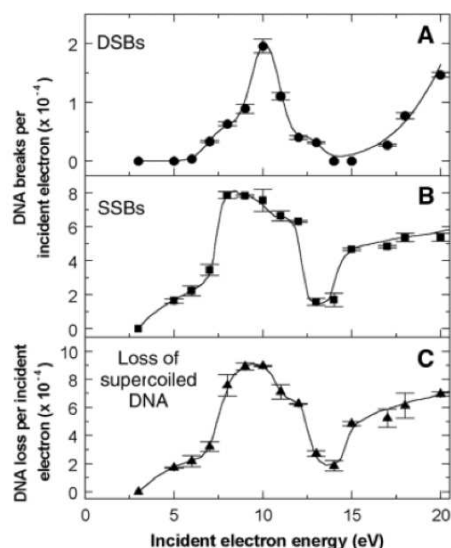 DSBs
A
2
1
0
DNA breaks per
incident electron (x 10⁻⁴)
SSBs
B
8
6
4
2
0
Loss of
supercoiled
DNA
C
10
8
6
4
2
0
DNA loss per incident
electron (x 10⁻⁴)
0 5 10 15 20
Incident electron energy (eV)